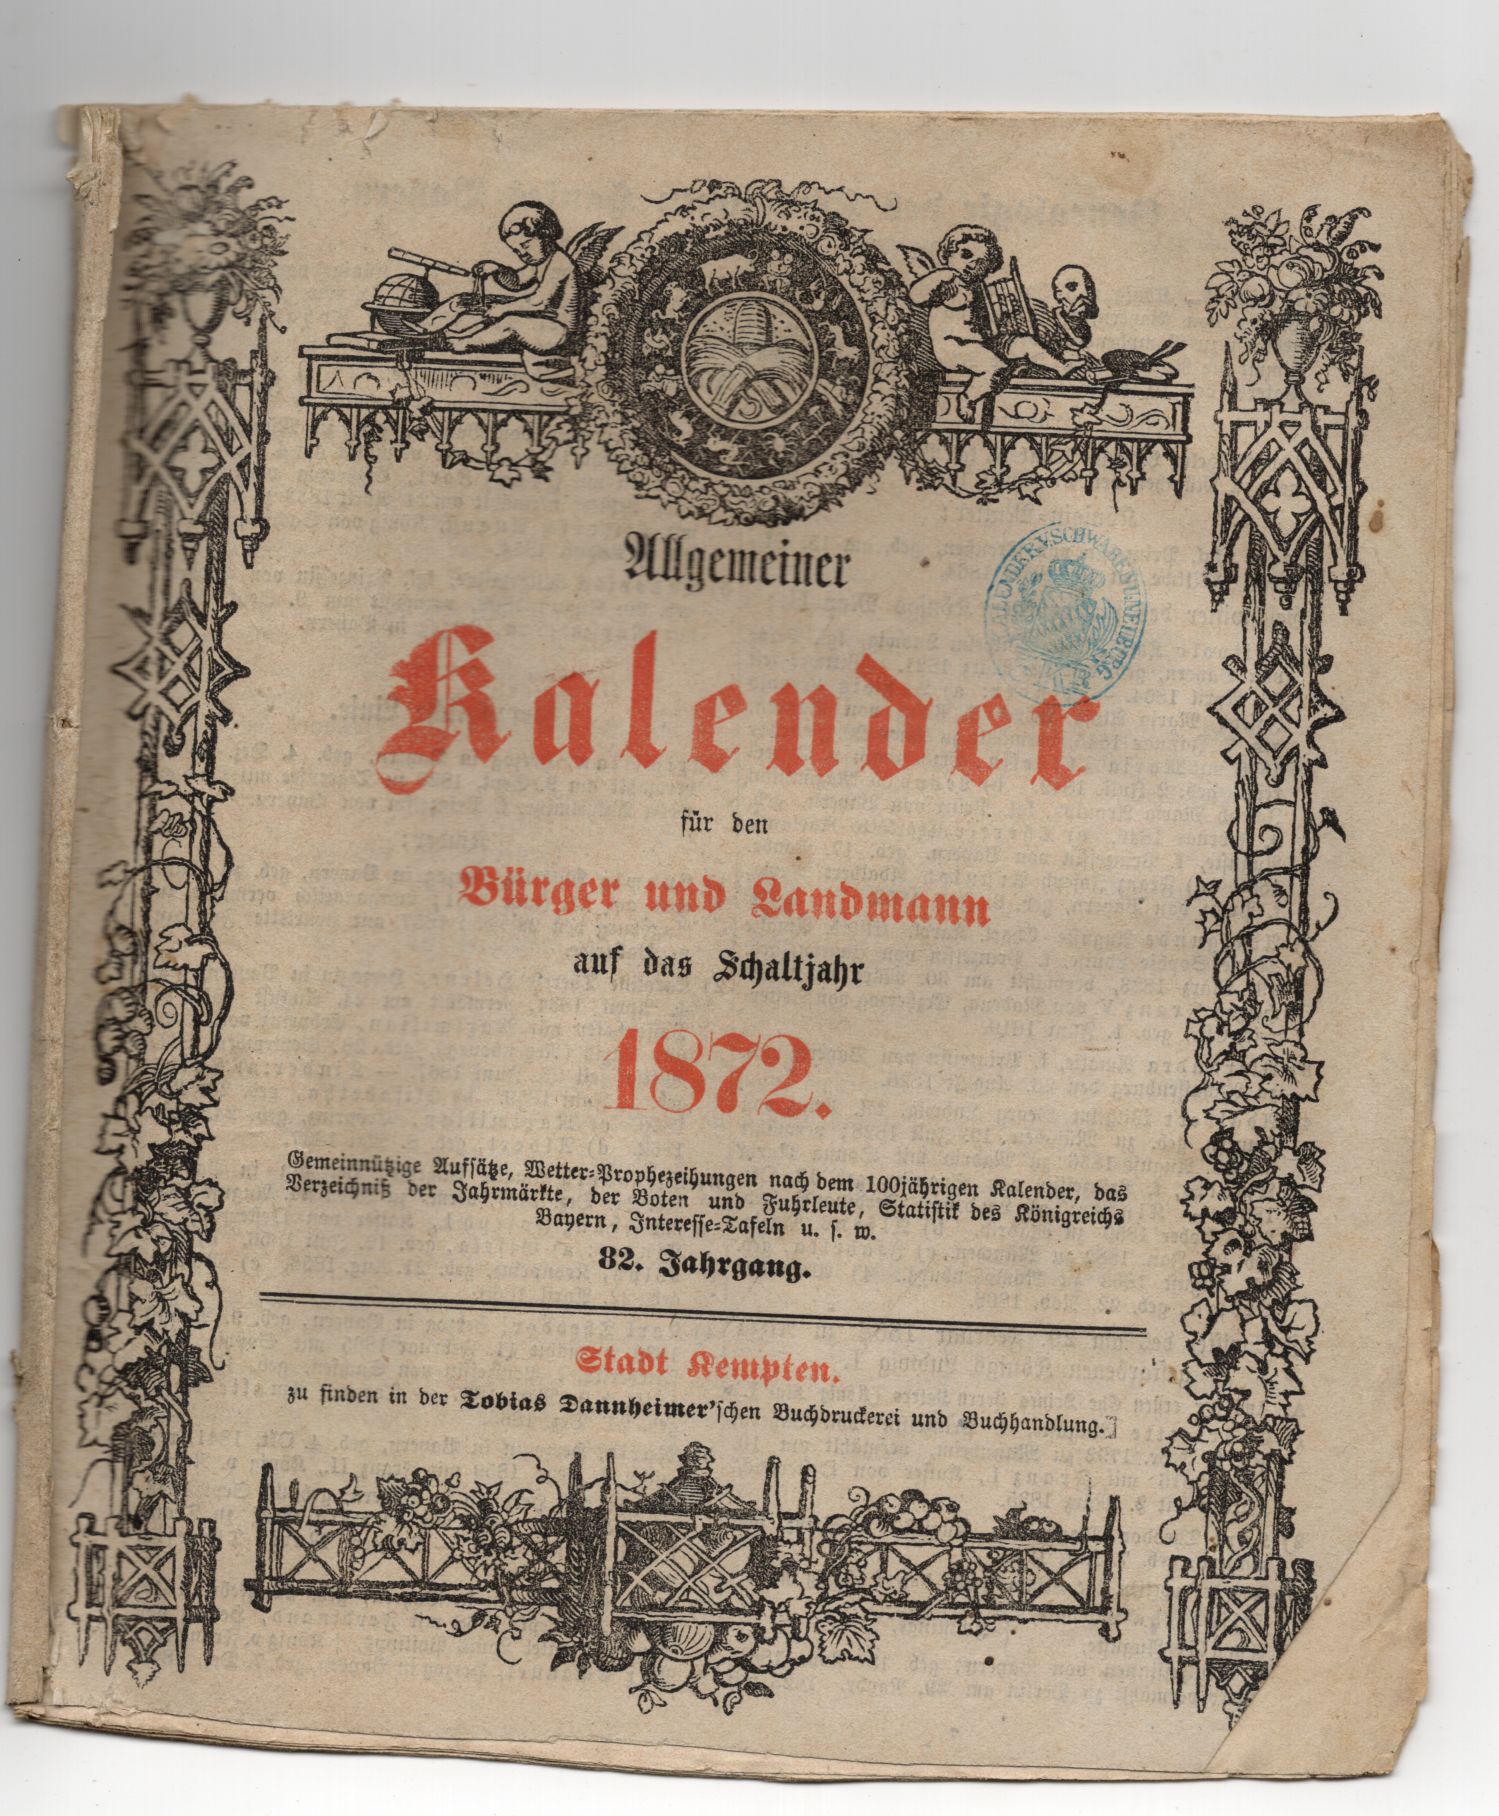 Allgemeiner
Kalender
für den
Bürger und Landmann
auf das Schaltjahr
1872.
Gemeinnützige Aufsätze, Wetter-Prophezeihungen nach dem 100jährigen Kalender, das
Verzeichniß der Jahrmärkte, der Boten und Fuhrleute, Statistik des Königreichs
Bayern, Interesse-Tafeln u. s. w.
82. Jahrgang.
Stadt Kempten.
zu finden in der Tobias Dannheimer'schen Buchdruckerei und Buchhandlung.
SCHWABEN U. NEUBURG